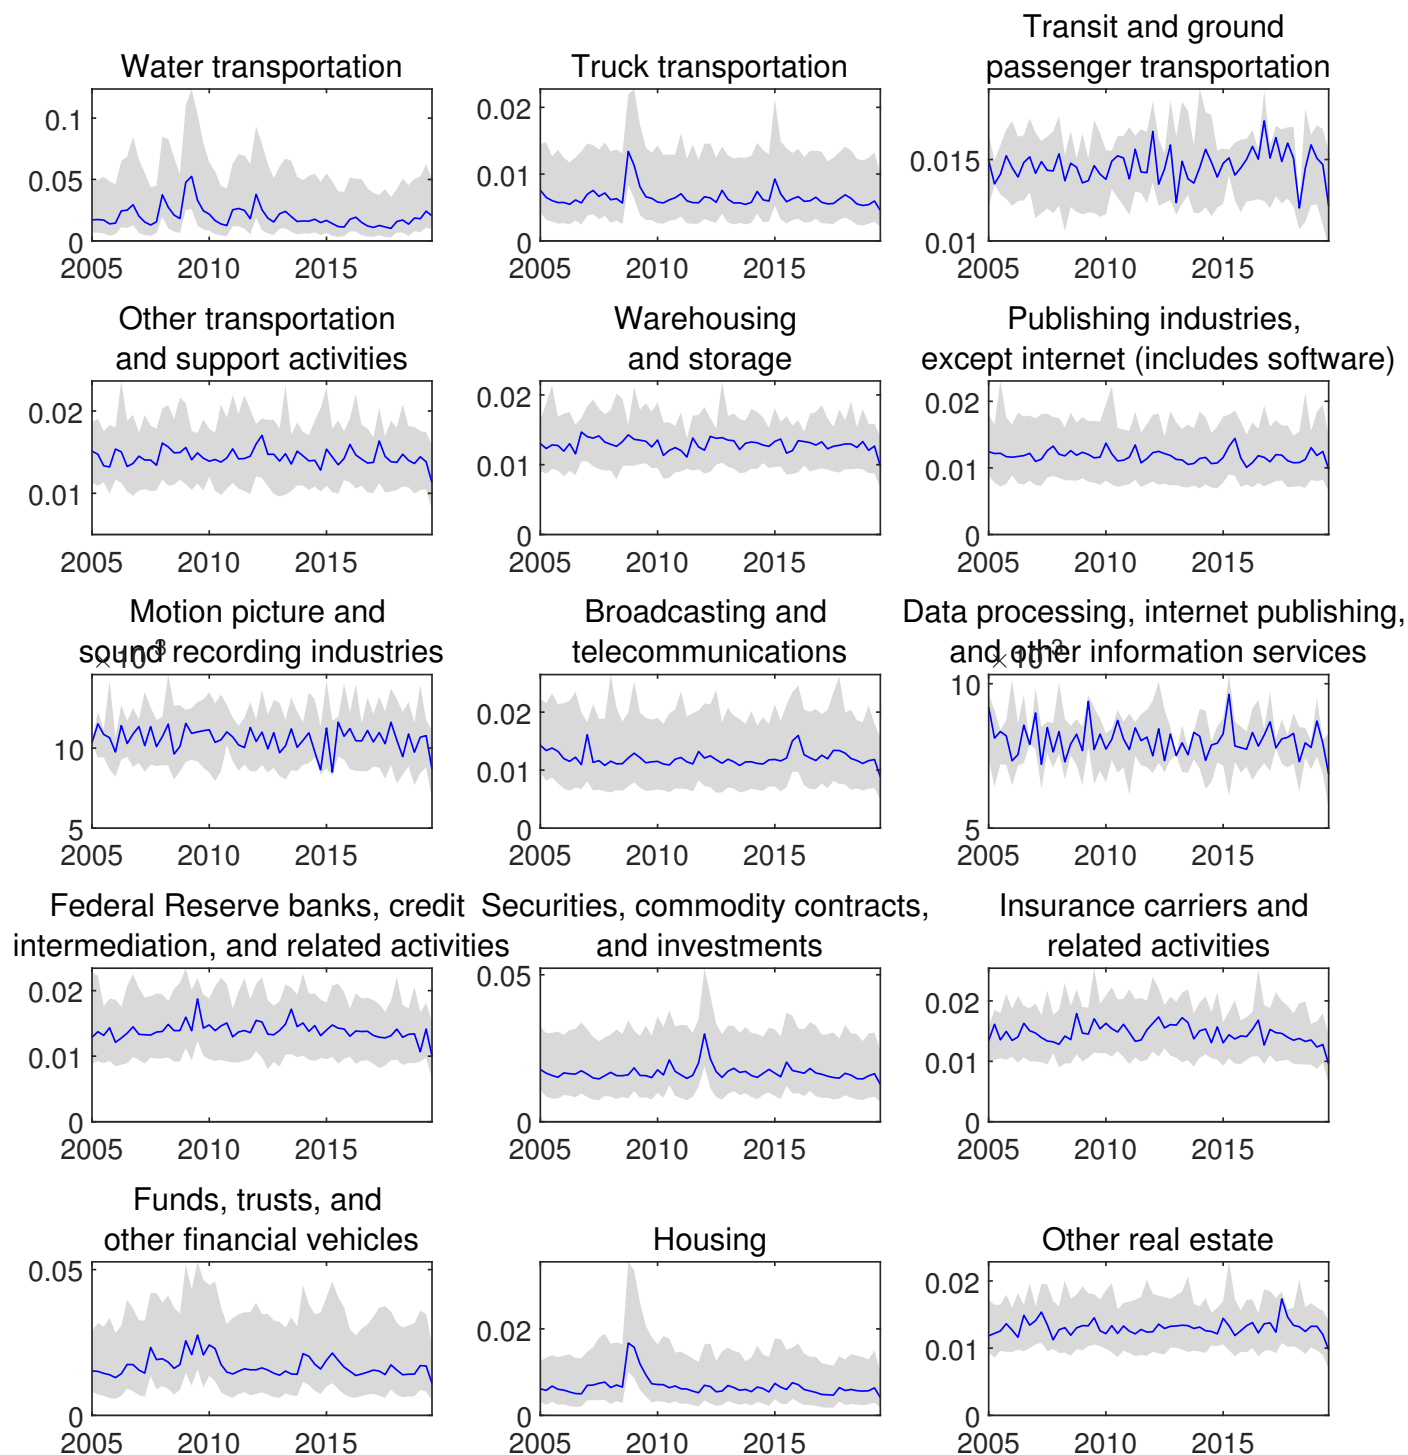 Water transportation
0.1
0.05
0
2005 2010 2015
Truck transportation
0.02
0.01
0
2005 2010 2015
Transit and ground
passenger transportation
0.015
0.01
2005 2010 2015
Other transportation
and support activities
0.02
0.01
2005 2010 2015
Warehousing
and storage
0.02
0.01
0
2005 2010 2015
Publishing industries,
except internet (includes software)
0.02
0.01
0
2005 2010 2015
Motion picture and
sound recording industries
× 10-3
10
5
2005 2010 2015
Broadcasting and
telecommunications
0.02
0.01
0
2005 2010 2015
Data processing, internet publishing,
and other information services
× 10-3
10
5
2005 2010 2015
Federal Reserve banks, credit
intermediation, and related activities
0.02
0.01
0
2005 2010 2015
Securities, commodity contracts,
and investments
0.05
0
2005 2010 2015
Insurance carriers and
related activities
0.02
0.01
0
2005 2010 2015
Funds, trusts, and
other financial vehicles
0.05
0
2005 2010 2015
Housing
0.02
0
2005 2010 2015
Other real estate
0.02
0.01
0
2005 2010 2015